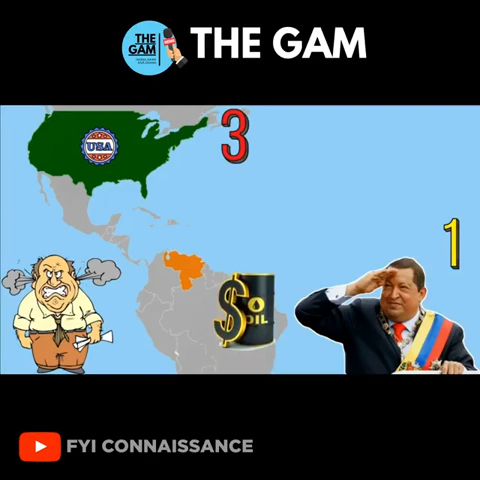 THE GAM
THE
GAM
3
USA
1
$O
OIL
FYI CONNAISSANCE